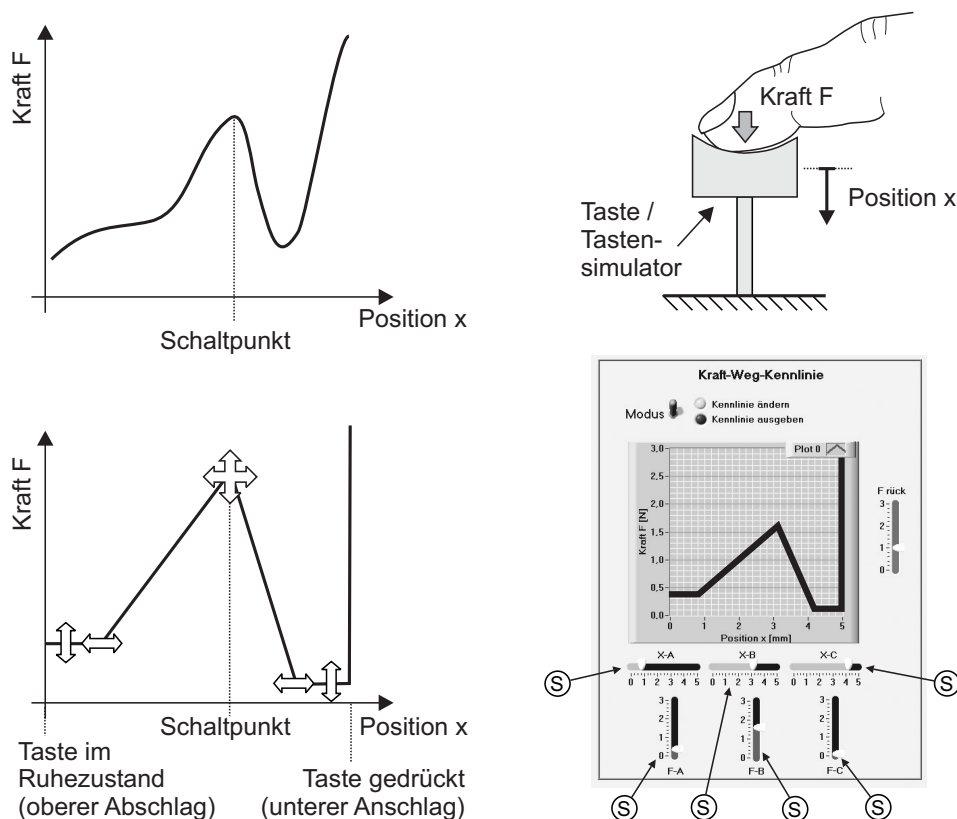 Kraft F
Position x
Schaltpunkt
Kraft F
Position x
Taste /
Tasten-
simulator
Kraft F
Position x
Schaltpunkt
Taste im
Ruhezustand
(oberer Abschlag)
Taste gedrückt
(unterer Anschlag)
Kraft-Weg-Kennlinie
Modus
Kennlinie ändern
Kennlinie ausgeben
Plot 0
Kraft F [N]
3,0
2,5
2,0
1,5
1,0
0,5
0,0
0 1 2 3 4 5
Position x [mm]
F rück
3
2
1
0
X-A X-B X-C
0 1 2 3 4 5 0 1 2 3 4 5 0 1 2 3 4 5
S S
3 3 3
2 2 2
1 1 1
0 0 0
F-A F-B F-C
S S S S